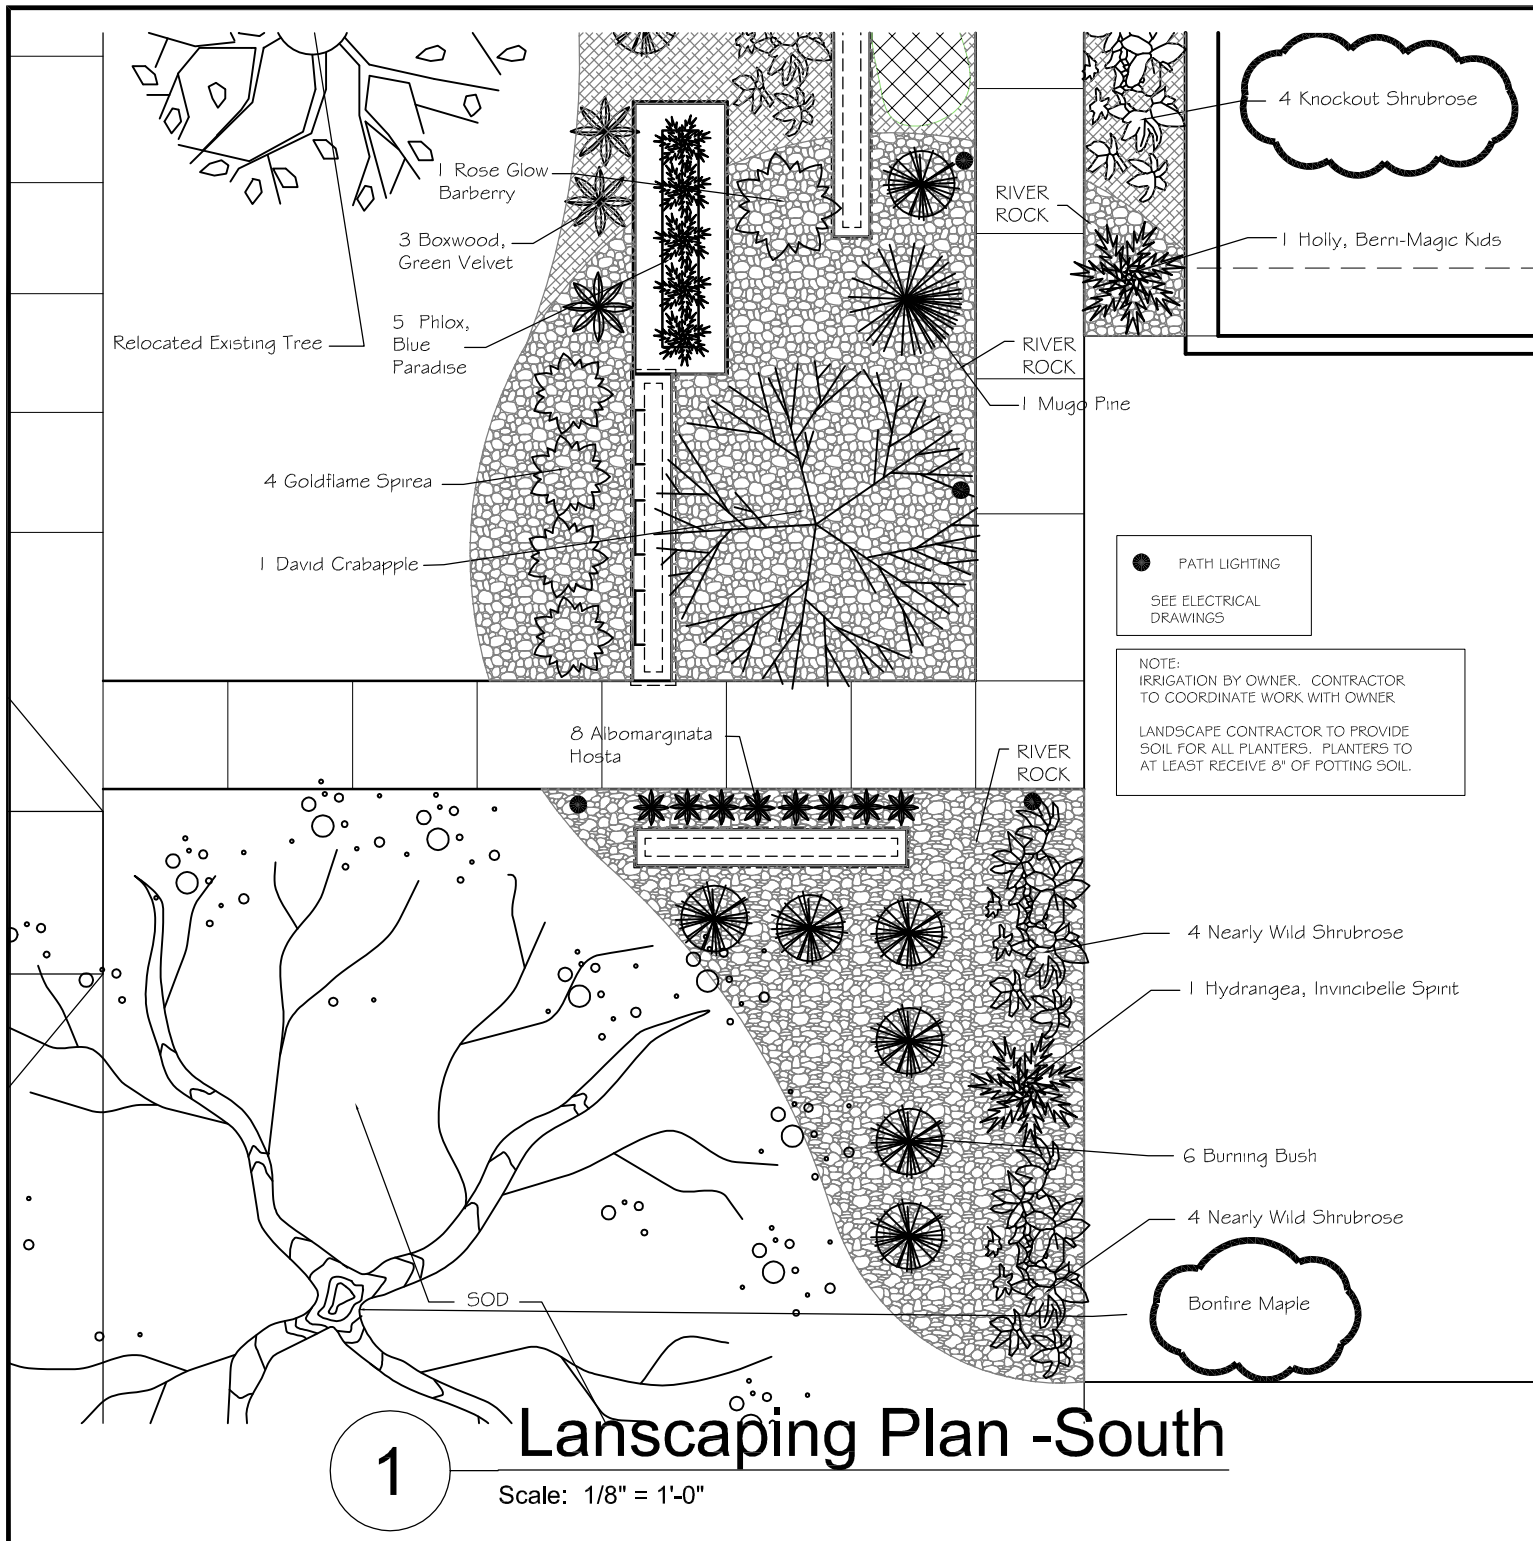 4 Knockout Shrubrose
1 Rose Glow
Barberry
RIVER
ROCK
3 Boxwood,
Green Velvet
1 Holly, Berri-Magic Kids
5 Phlox,
Blue
Paradise
Relocated Existing Tree
RIVER
ROCK
1 Mugo Pine
4 Goldflame Spirea
1 David Crabapple
PATH LIGHTING
SEE ELECTRICAL
DRAWINGS
NOTE:
IRRIGATION BY OWNER. CONTRACTOR
TO COORDINATE WORK WITH OWNER
LANDSCAPE CONTRACTOR TO PROVIDE
SOIL FOR ALL PLANTERS. PLANTERS TO
AT LEAST RECEIVE 8" OF POTTING SOIL.
8 Albomarginata
Hosta
RIVER
ROCK
4 Nearly Wild Shrubrose
1 Hydrangea, Invincibelle Spirit
6 Burning Bush
4 Nearly Wild Shrubrose
SOD
Bonfire Maple
1
Lanscaping Plan -South
Scale: 1/8" = 1'-0"